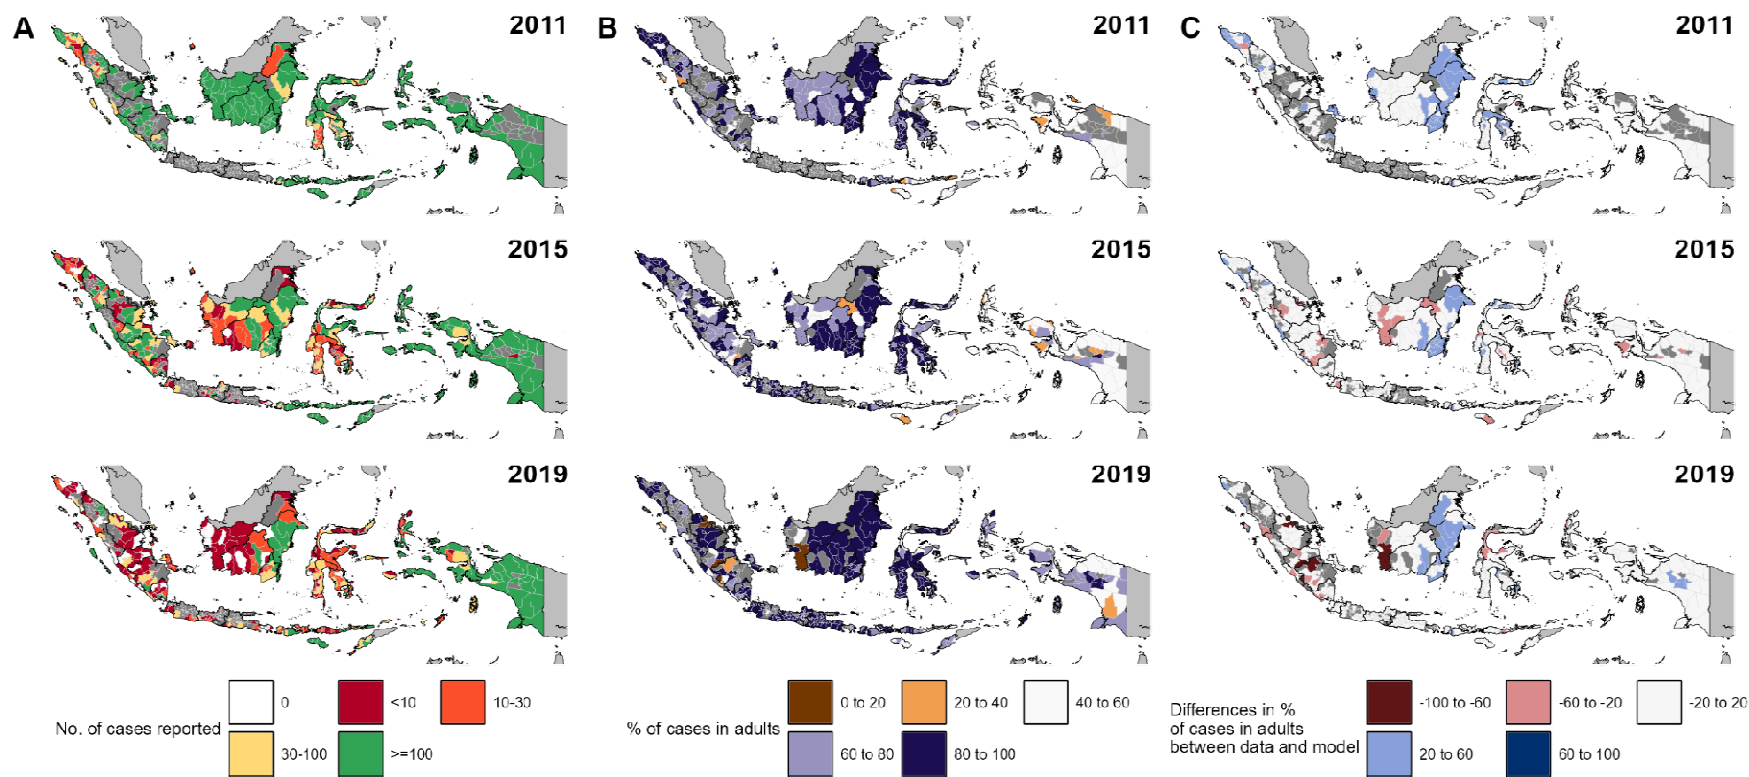 A
2011
B
2011
C
2011
2015
2015
2015
2019
2019
2019
No. of cases reported
0
<10
10-30
30-100
>=100
% of cases in adults
0 to 20
20 to 40
40 to 60
60 to 80
80 to 100
Differences in %
of cases in adults
between data and model
-100 to -60
-60 to -20
-20 to 20
20 to 60
60 to 100